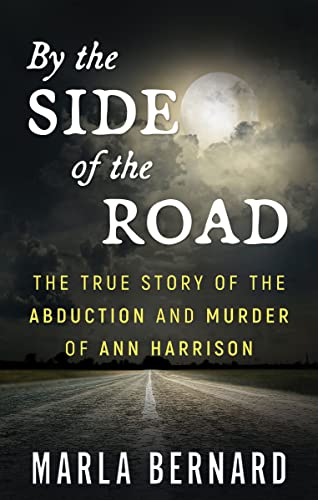 By the
SIDE
of the
ROAD
THE TRUE STORY OF THE
ABDUCTION AND MURDER
OF ANN HARRISON
MARLA BERNARD